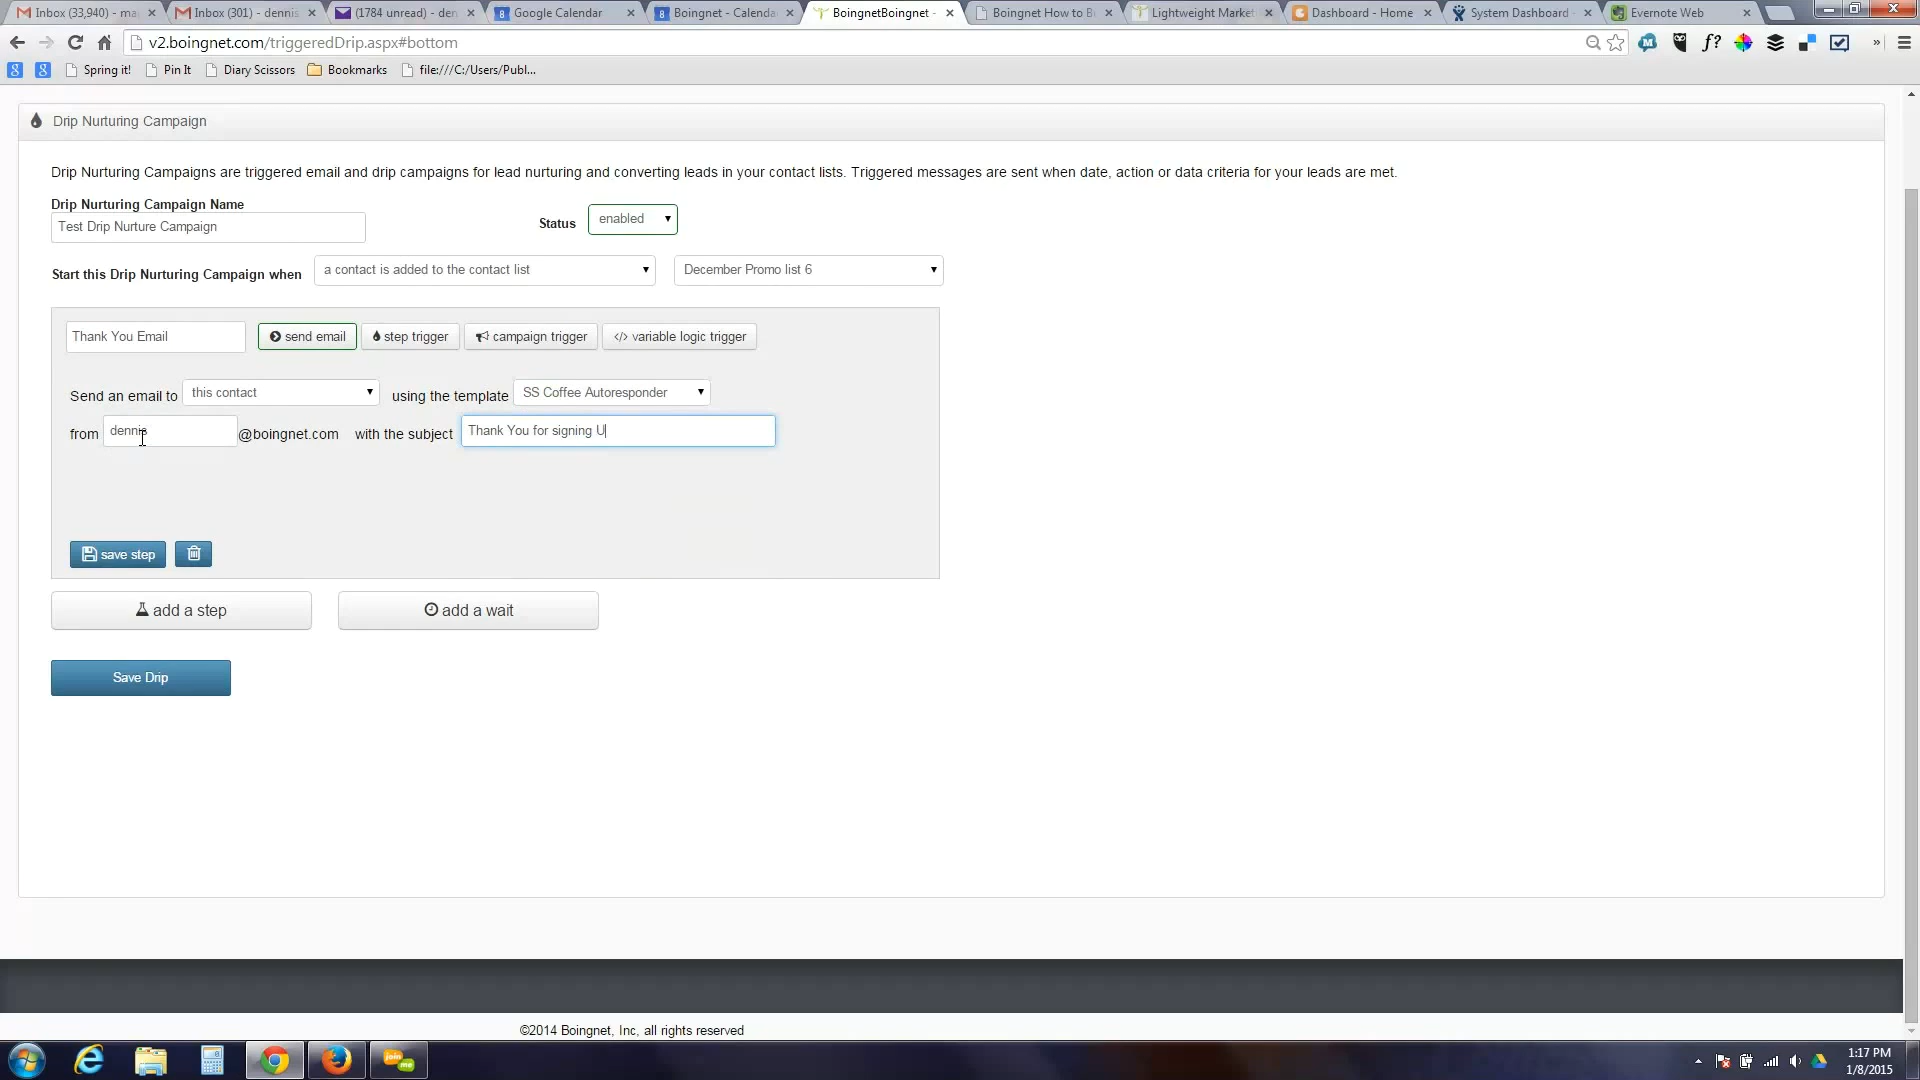 Inbox (33,940) - ma
Inbox (301) - dennis
(1784 unread) - den
Google Calendar
Boingnet - Calenda
BoingnetBoingnet -
Boingnet How to B
Lightweight Market
Dashboard - Home
System Dashboard
Evernote Web
v2.boingnet.com/triggeredDrip.aspx#bottom
Spring it!
Pin It
Diary Scissors
Bookmarks
file:///C:/Users/Publ...
Drip Nurturing Campaign
Drip Nurturing Campaigns are triggered email and drip campaigns for lead nurturing and converting leads in your contact lists. Triggered messages are sent when date, action or data criteria for your leads are met.
Drip Nurturing Campaign Name
Test Drip Nurture Campaign
Status enabled
Start this Drip Nurturing Campaign when a contact is added to the contact list December Promo list 6
Thank You Email send email step trigger campaign trigger </> variable logic trigger
Send an email to this contact using the template SS Coffee Autoresponder
from dennis @boingnet.com with the subject Thank You for signing U
save step
add a step add a wait
Save Drip
©2014 Boingnet, Inc, all rights reserved
join me
1:17 PM
1/8/2015